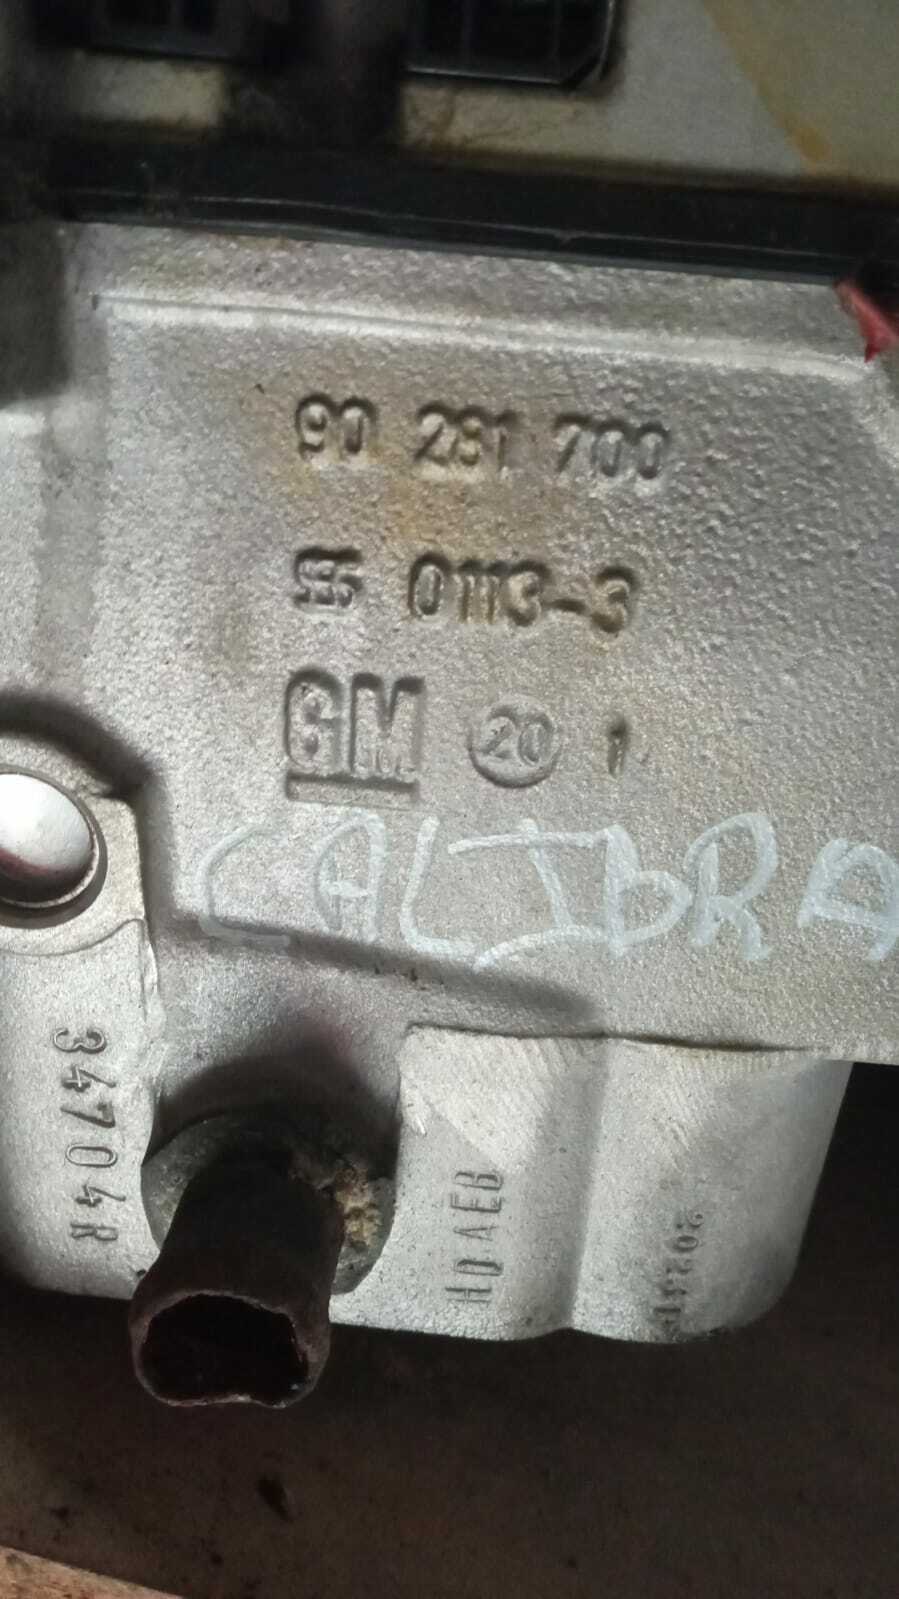 90 281 700
0113-3
GM 20 1
CALIbRA
34704R
HDAEB